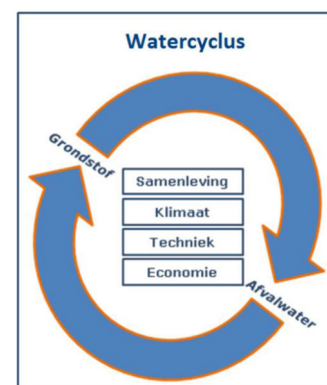 Watercyclus
Grondstof
Samenleving
Klimaat
Techniek
Economie
Afvalwater